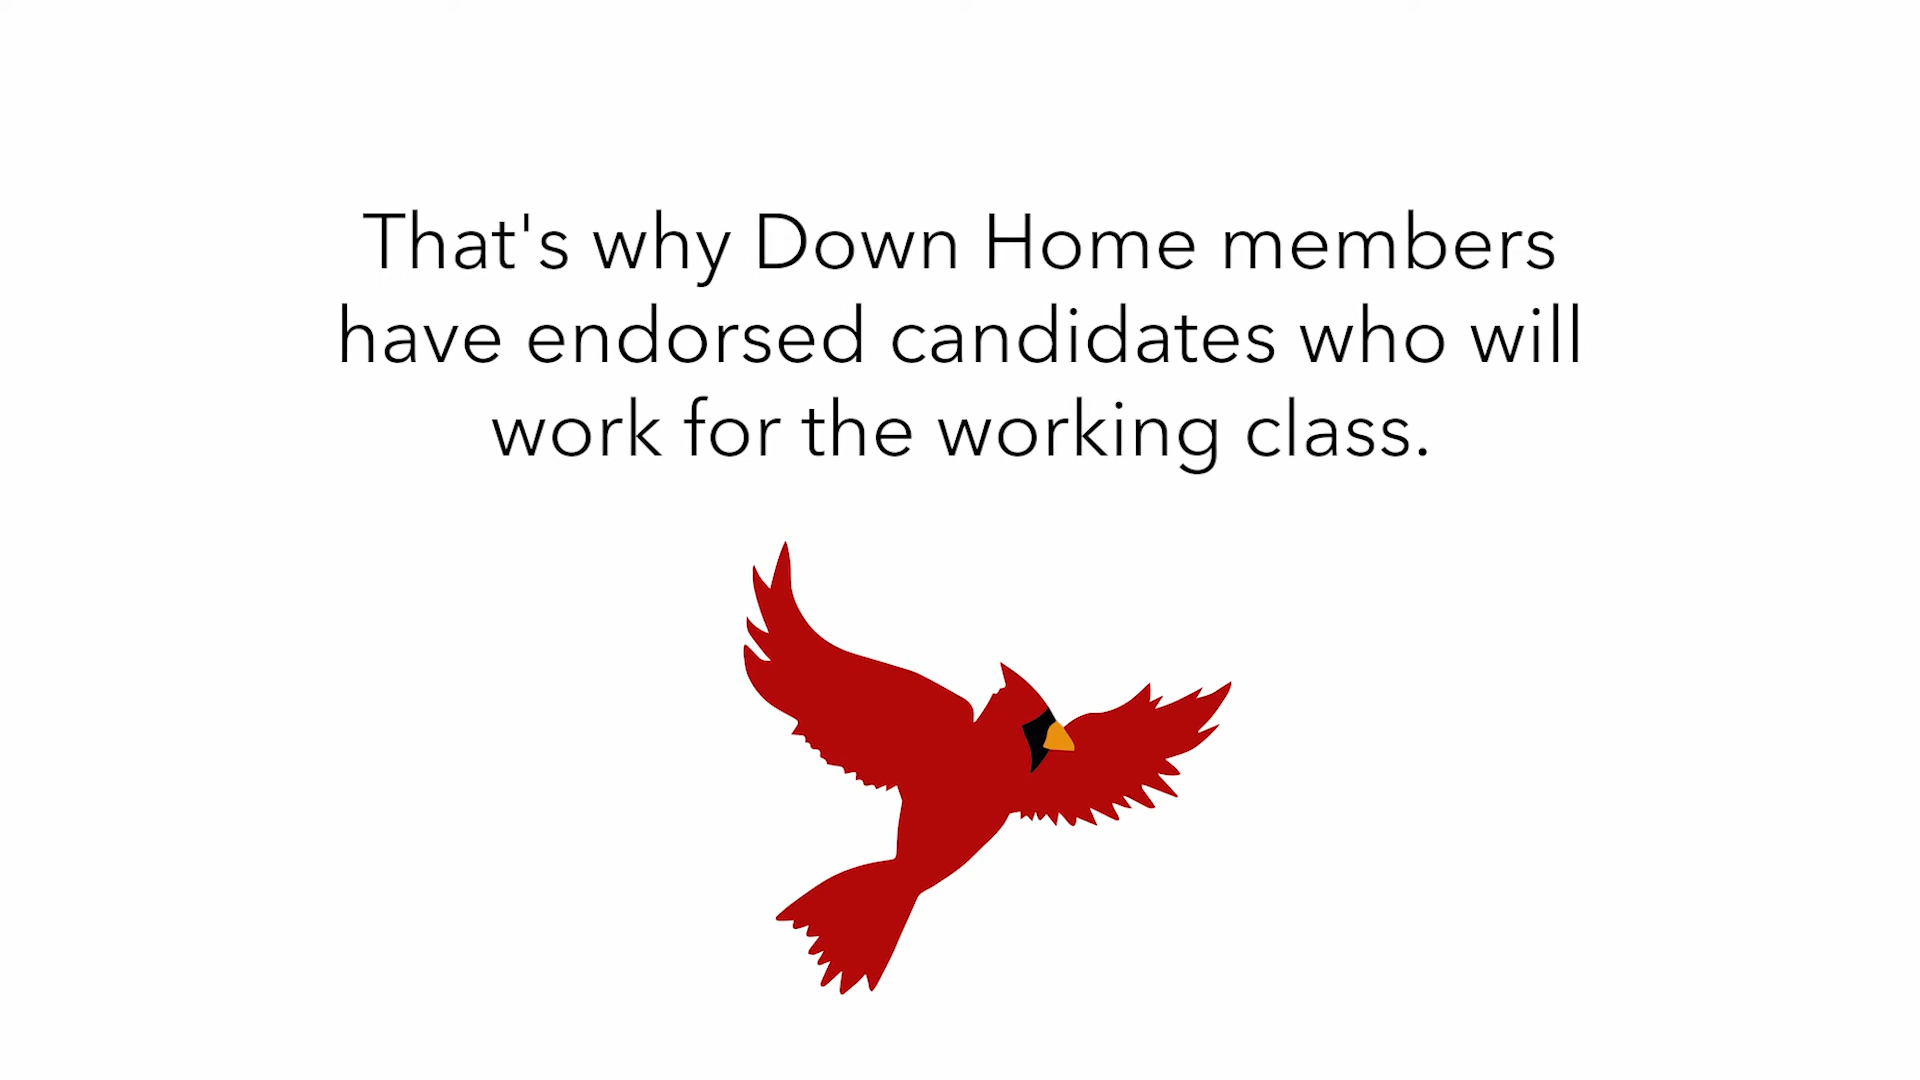 That's why Down Home members
have endorsed candidates who will
work for the working class.